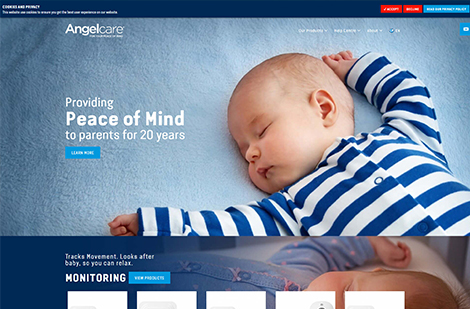 COOKIES AND PRIVACY
This website use cookies to ensure you get the best user experience on our website.
✓ ACCEPT DECLINE READ OUR PRIVACY POLICY
Angelcare®
Our Products Help Centre About EN
Providing
Peace of Mind
to parents for 20 years
LEARN MORE
Tracks Movement. Looks after
baby, so you can relax.
MONITORING VIEW PRODUCTS